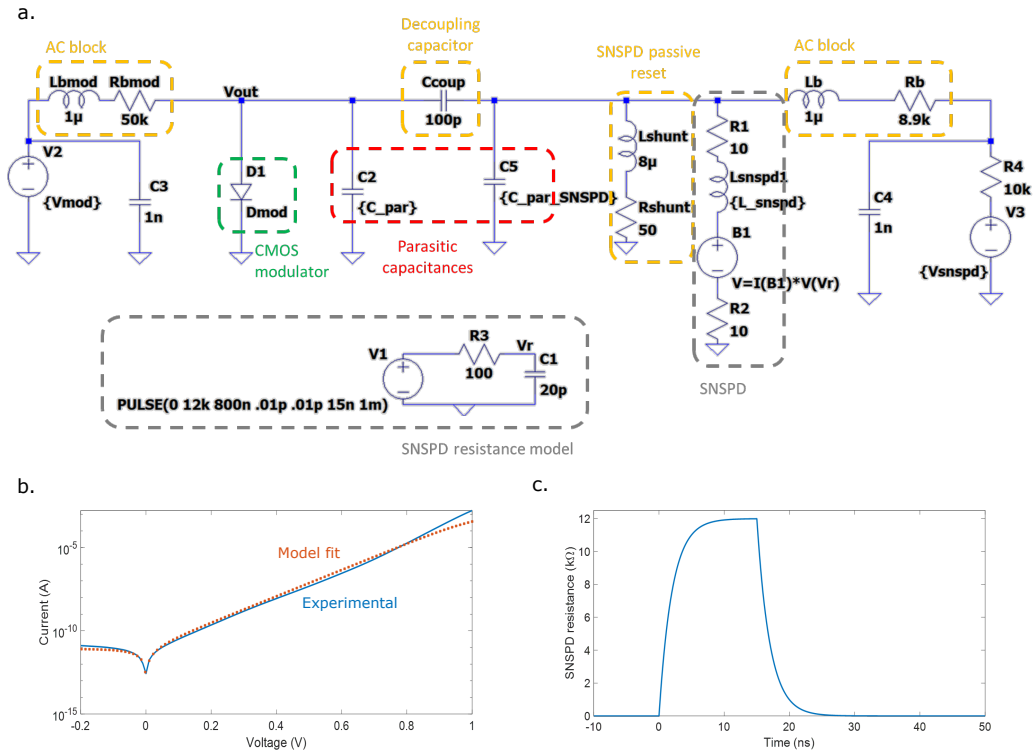 a.
AC block
Lbmod Rbmod
1µ 50k
V2
{Vmod}
C3
1n
Vout
D1
Dmod
CMOS
modulator
Decoupling
capacitor
Ccoup
100p
C2
{C_par}
C5
{C_par_SNSPD}
Parasitic
capacitances
SNSPD passive
reset
Lshunt
8µ
Rshunt
50
R1
10
Lsnspd1
{L_snspd}
B1
V=I(B1)*V(Vr)
R2
10
SNSPD
AC block
Lb Rb
1µ 8.9k
C4
1n
R4
10k
V3
{Vsnspd}
V1
R3
100
Vr
C1
20p
PULSE(0 12k 800n .01p .01p 15n 1m)
SNSPD resistance model
b.
Current (A)
10-5
10-10
10-15
Model fit
Experimental
-0.2 0 0.2 0.4 0.6 0.8 1
Voltage (V)
c.
SNSPD resistance (kΩ)
14
12
10
8
6
4
2
0
-10 0 10 20 30 40 50
Time (ns)